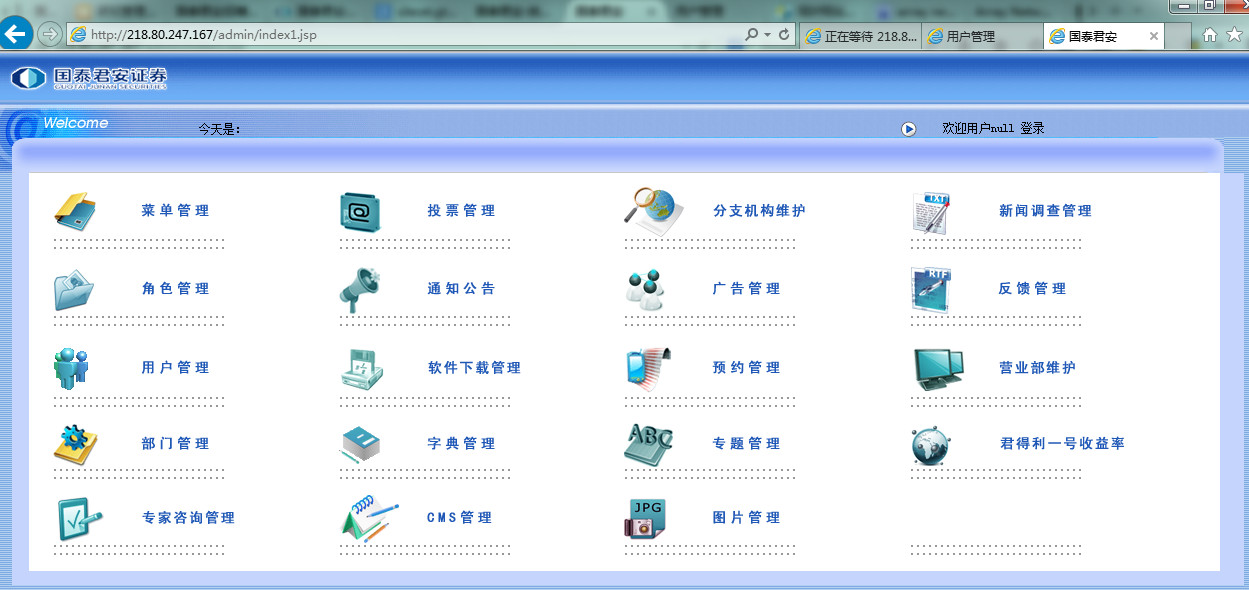 http://218.80.247.167/admin/index1.jsp
正在等待 218.8...
用户管理
国泰君安
国泰君安证券
GUOTAI JUNAN SECURITIES
Welcome
今天是:
欢迎用户null 登录
菜单管理
投票管理
分支机构维护
TXT
新闻调查管理
角色管理
通知公告
广告管理
RTF
反馈管理
用户管理
软件下载管理
预约管理
营业部维护
部门管理
字典管理
ABC
专题管理
君得利一号收益率
专家咨询管理
CMS管理
JPG
图片管理